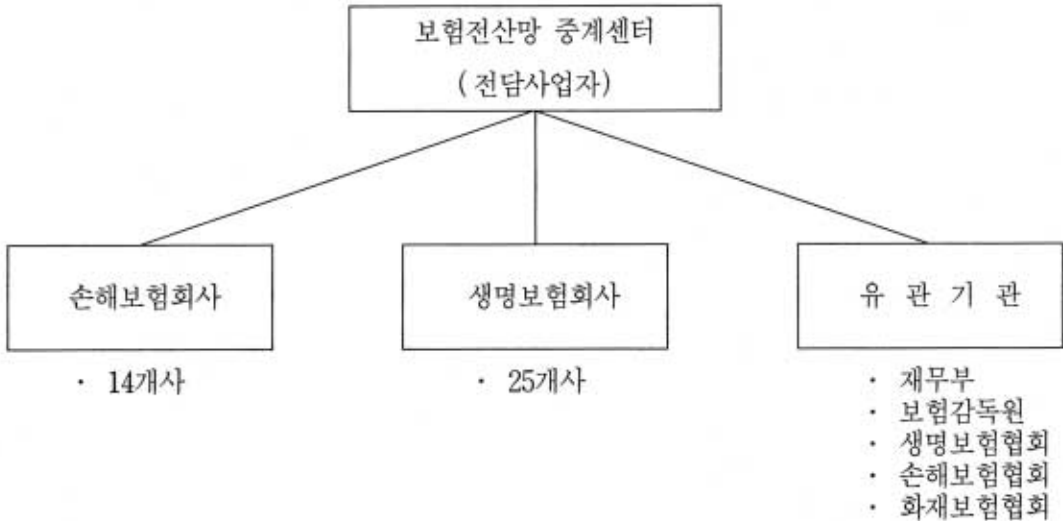 보험전산망 중계센터
( 전담사업자)
손해보험회사
생명보험회사
유 관 기 관
· 14개사
· 25개사
· 재무부
· 보험감독원
· 생명보험협회
· 손해보험협회
· 화재보험협회